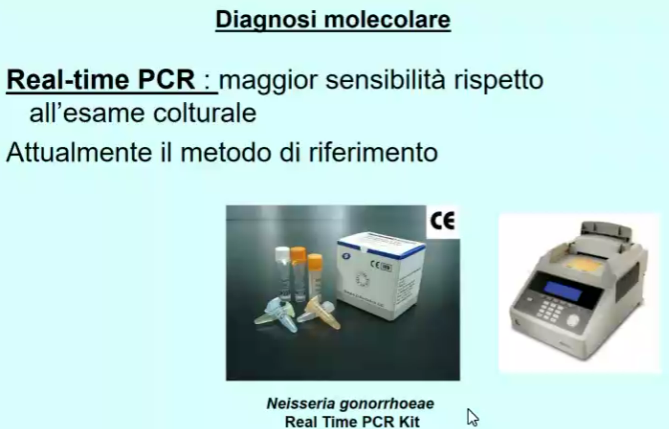 Diagnosi molecolare
Real-time PCR : maggior sensibilità rispetto
all'esame colturale
Attualmente il metodo di riferimento
CE
CE
Neisseria gonorrhoeae
Real Time PCR Kit